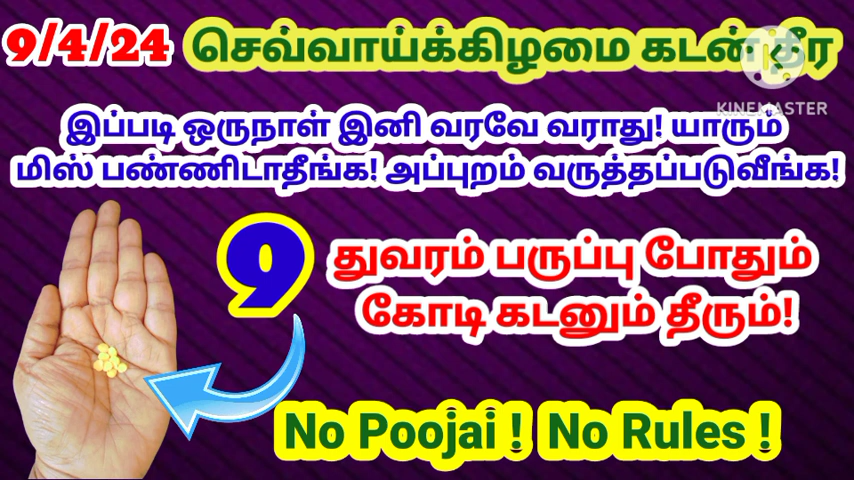 9/4/24 செவ்வாய்க்கிழமை கடன் தீர
KINEMASTER
இப்படி ஒருநாள் இனி வரவே வராது! யாரும்
மிஸ் பண்ணிடாதீங்க! அப்புறம் வருத்தப்படுவீங்க!
9 துவரம் பருப்பு போதும்
கோடி கடனும் தீரும்!
No Poojai ! No Rules !